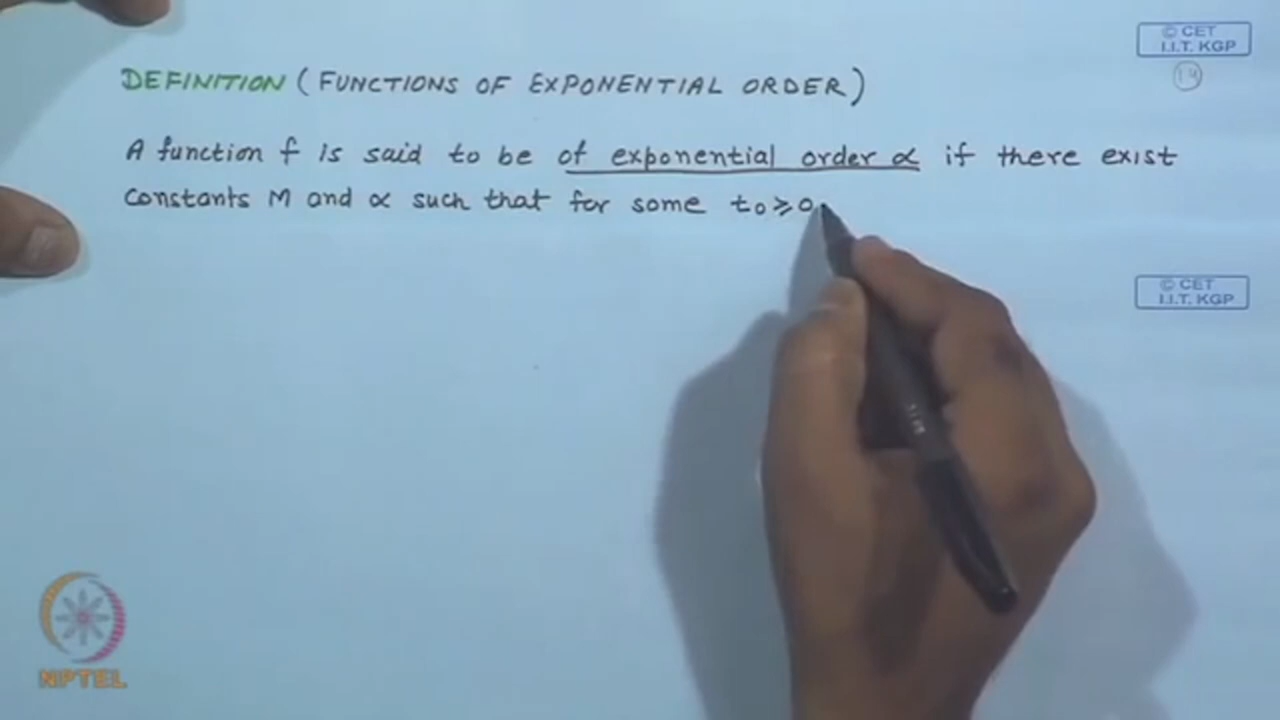 © CET
I.I.T. KGP
14
DEFINITION (FUNCTIONS OF EXPONENTIAL ORDER)
A function f is said to be of exponential order α if there exist
Constants M and α such that for some t₀ ≥ 0
© CET
I.I.T. KGP
NPTEL